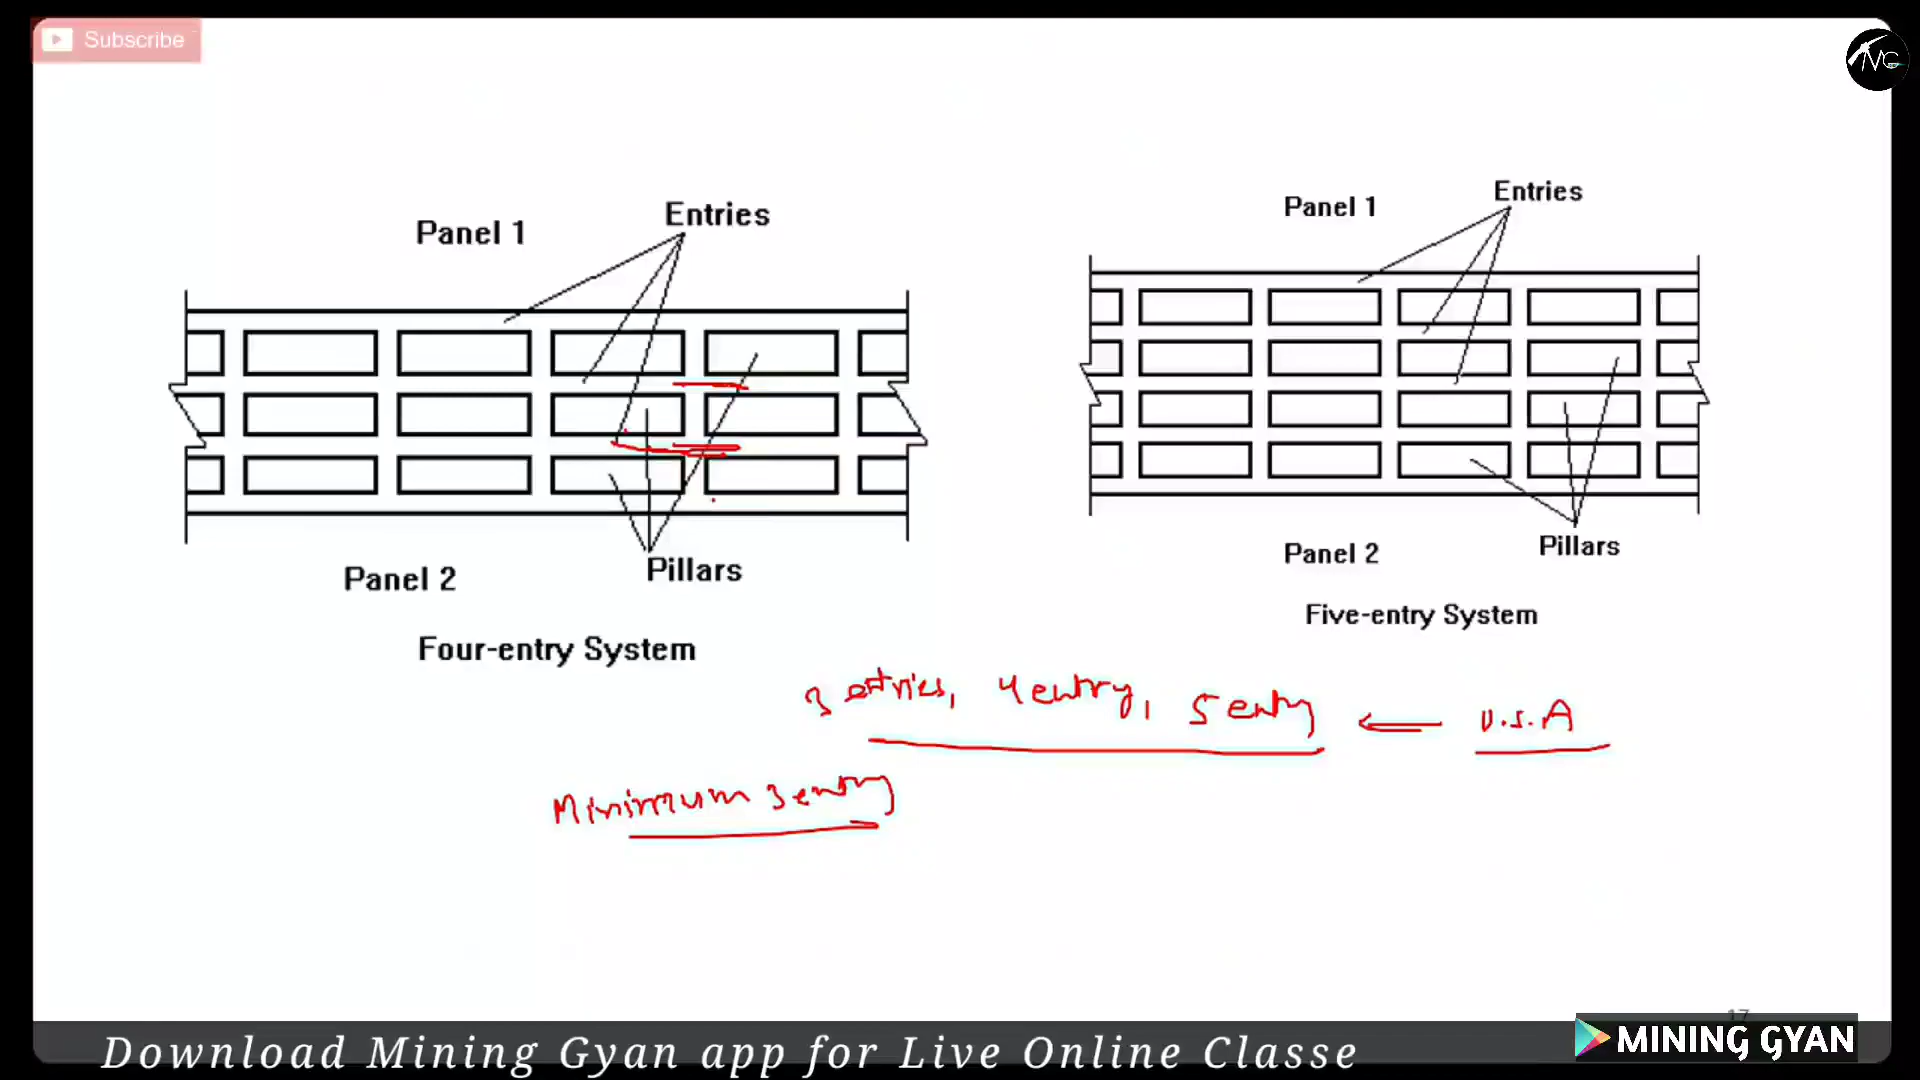 Subscribe
NG
Panel 1
Entries
Panel 2
Pillars
Four-entry System
Panel 1
Entries
Panel 2
Pillars
Five-entry System
3 entries, 4 entry, 5 entry ⟸ U.S.A
Minimum 3 entry
17
Download Mining Gyan app for Live Online Classe
MINING GYAN